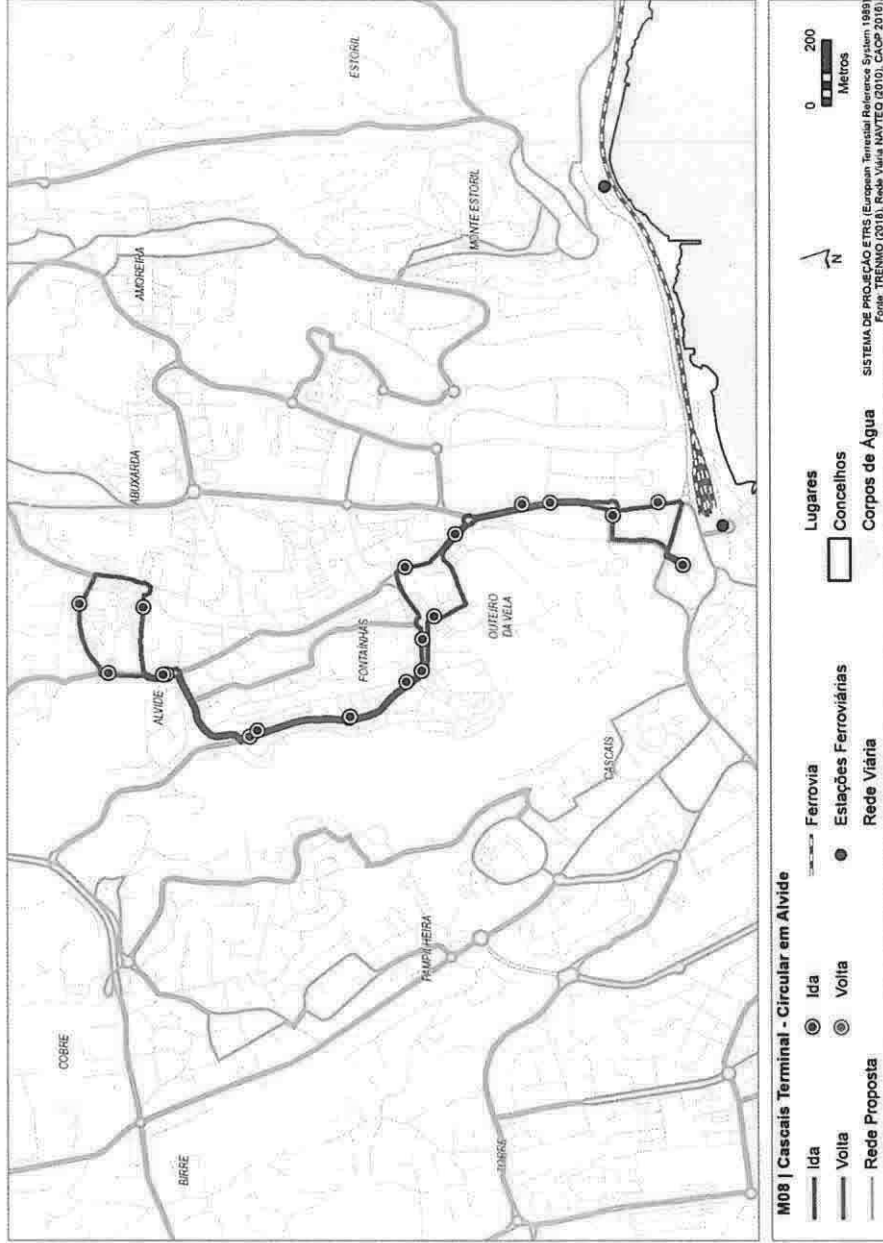 ESTORIL
AMOREIRA
MONTE ESTORIL
ABUXARDA
ALVIDE
FONTAÍNHAS
OUTEIRO
DA VELA
CASCAIS
COBRE
PAMPILHEIRA
BIRRE
TORRE
M08 | Cascais Terminal - Circular em Alvide
Ida
Volta
Rede Proposta
Ida
Volta
Ferrovia
Estações Ferroviárias
Rede Viária
Lugares
Concelhos
Corpos de Água
N
0 200
Metros
SISTEMA DE PROJEÇÃO ETRS (European Terrestrial Reference System 1989)
Fonte: TRENMO (2018), Rede Viária NAVTEQ (2010), CAOP 2016)